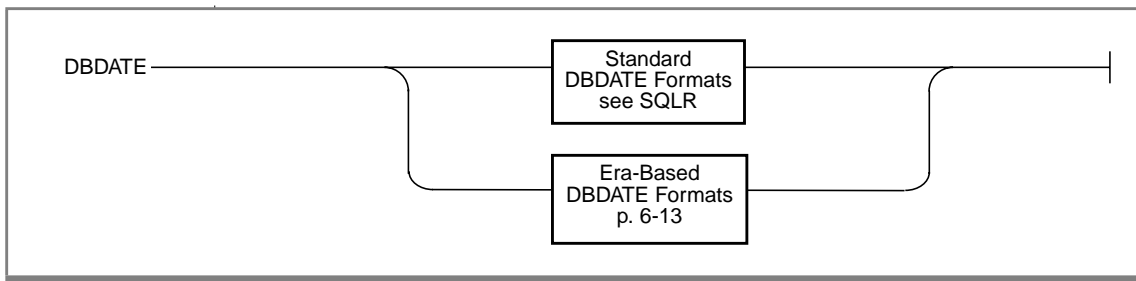 DBDATE
Standard
DBDATE Formats
see SQLR
Era-Based
DBDATE Formats
p. 6-13